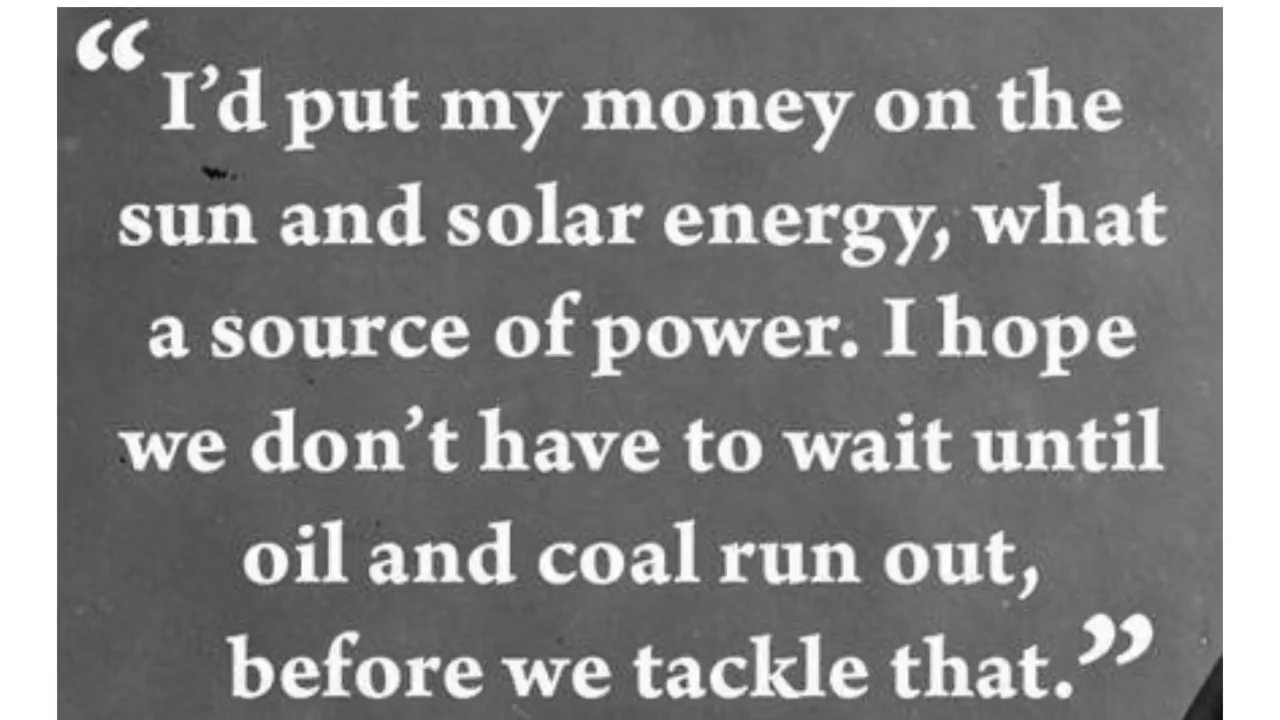 “I’d put my money on the
sun and solar energy, what
a source of power. I hope
we don’t have to wait until
oil and coal run out,
before we tackle that.”